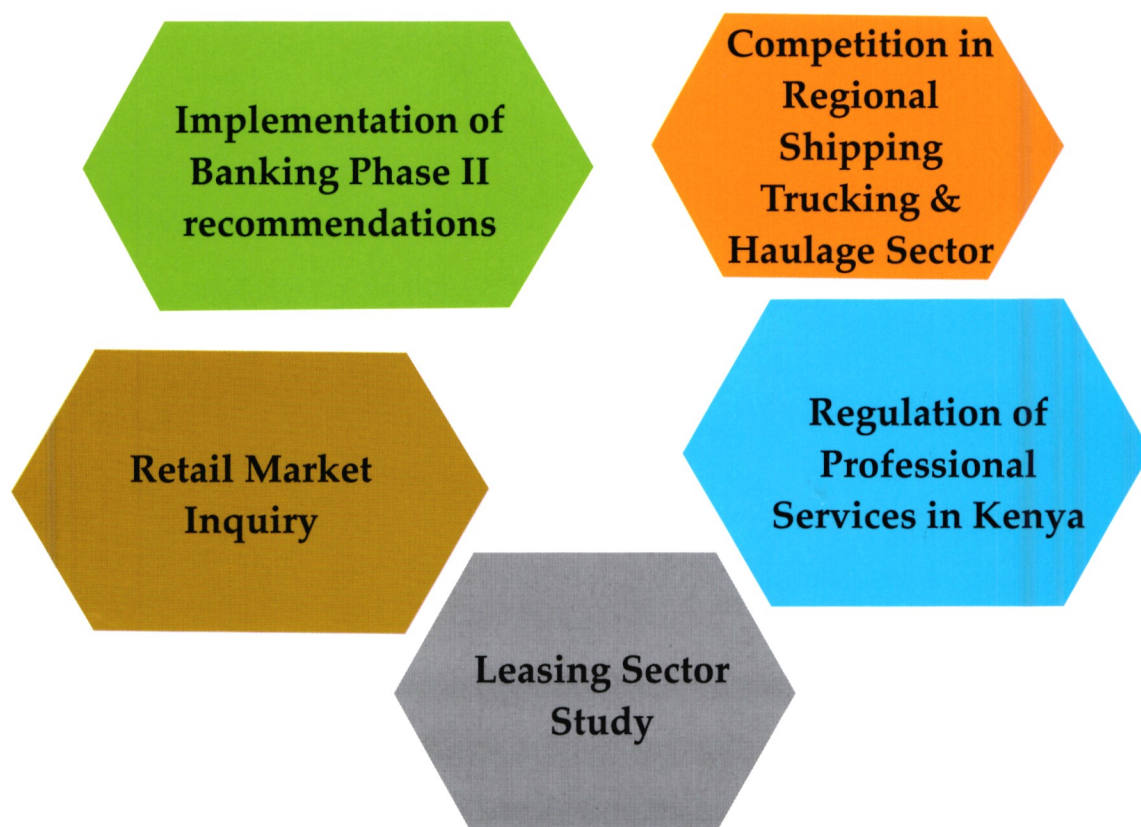 Implementation of
Banking Phase II
recommendations
Competition in
Regional
Shipping
Trucking &
Haulage Sector
Retail Market
Inquiry
Regulation of
Professional
Services in Kenya
Leasing Sector
Study